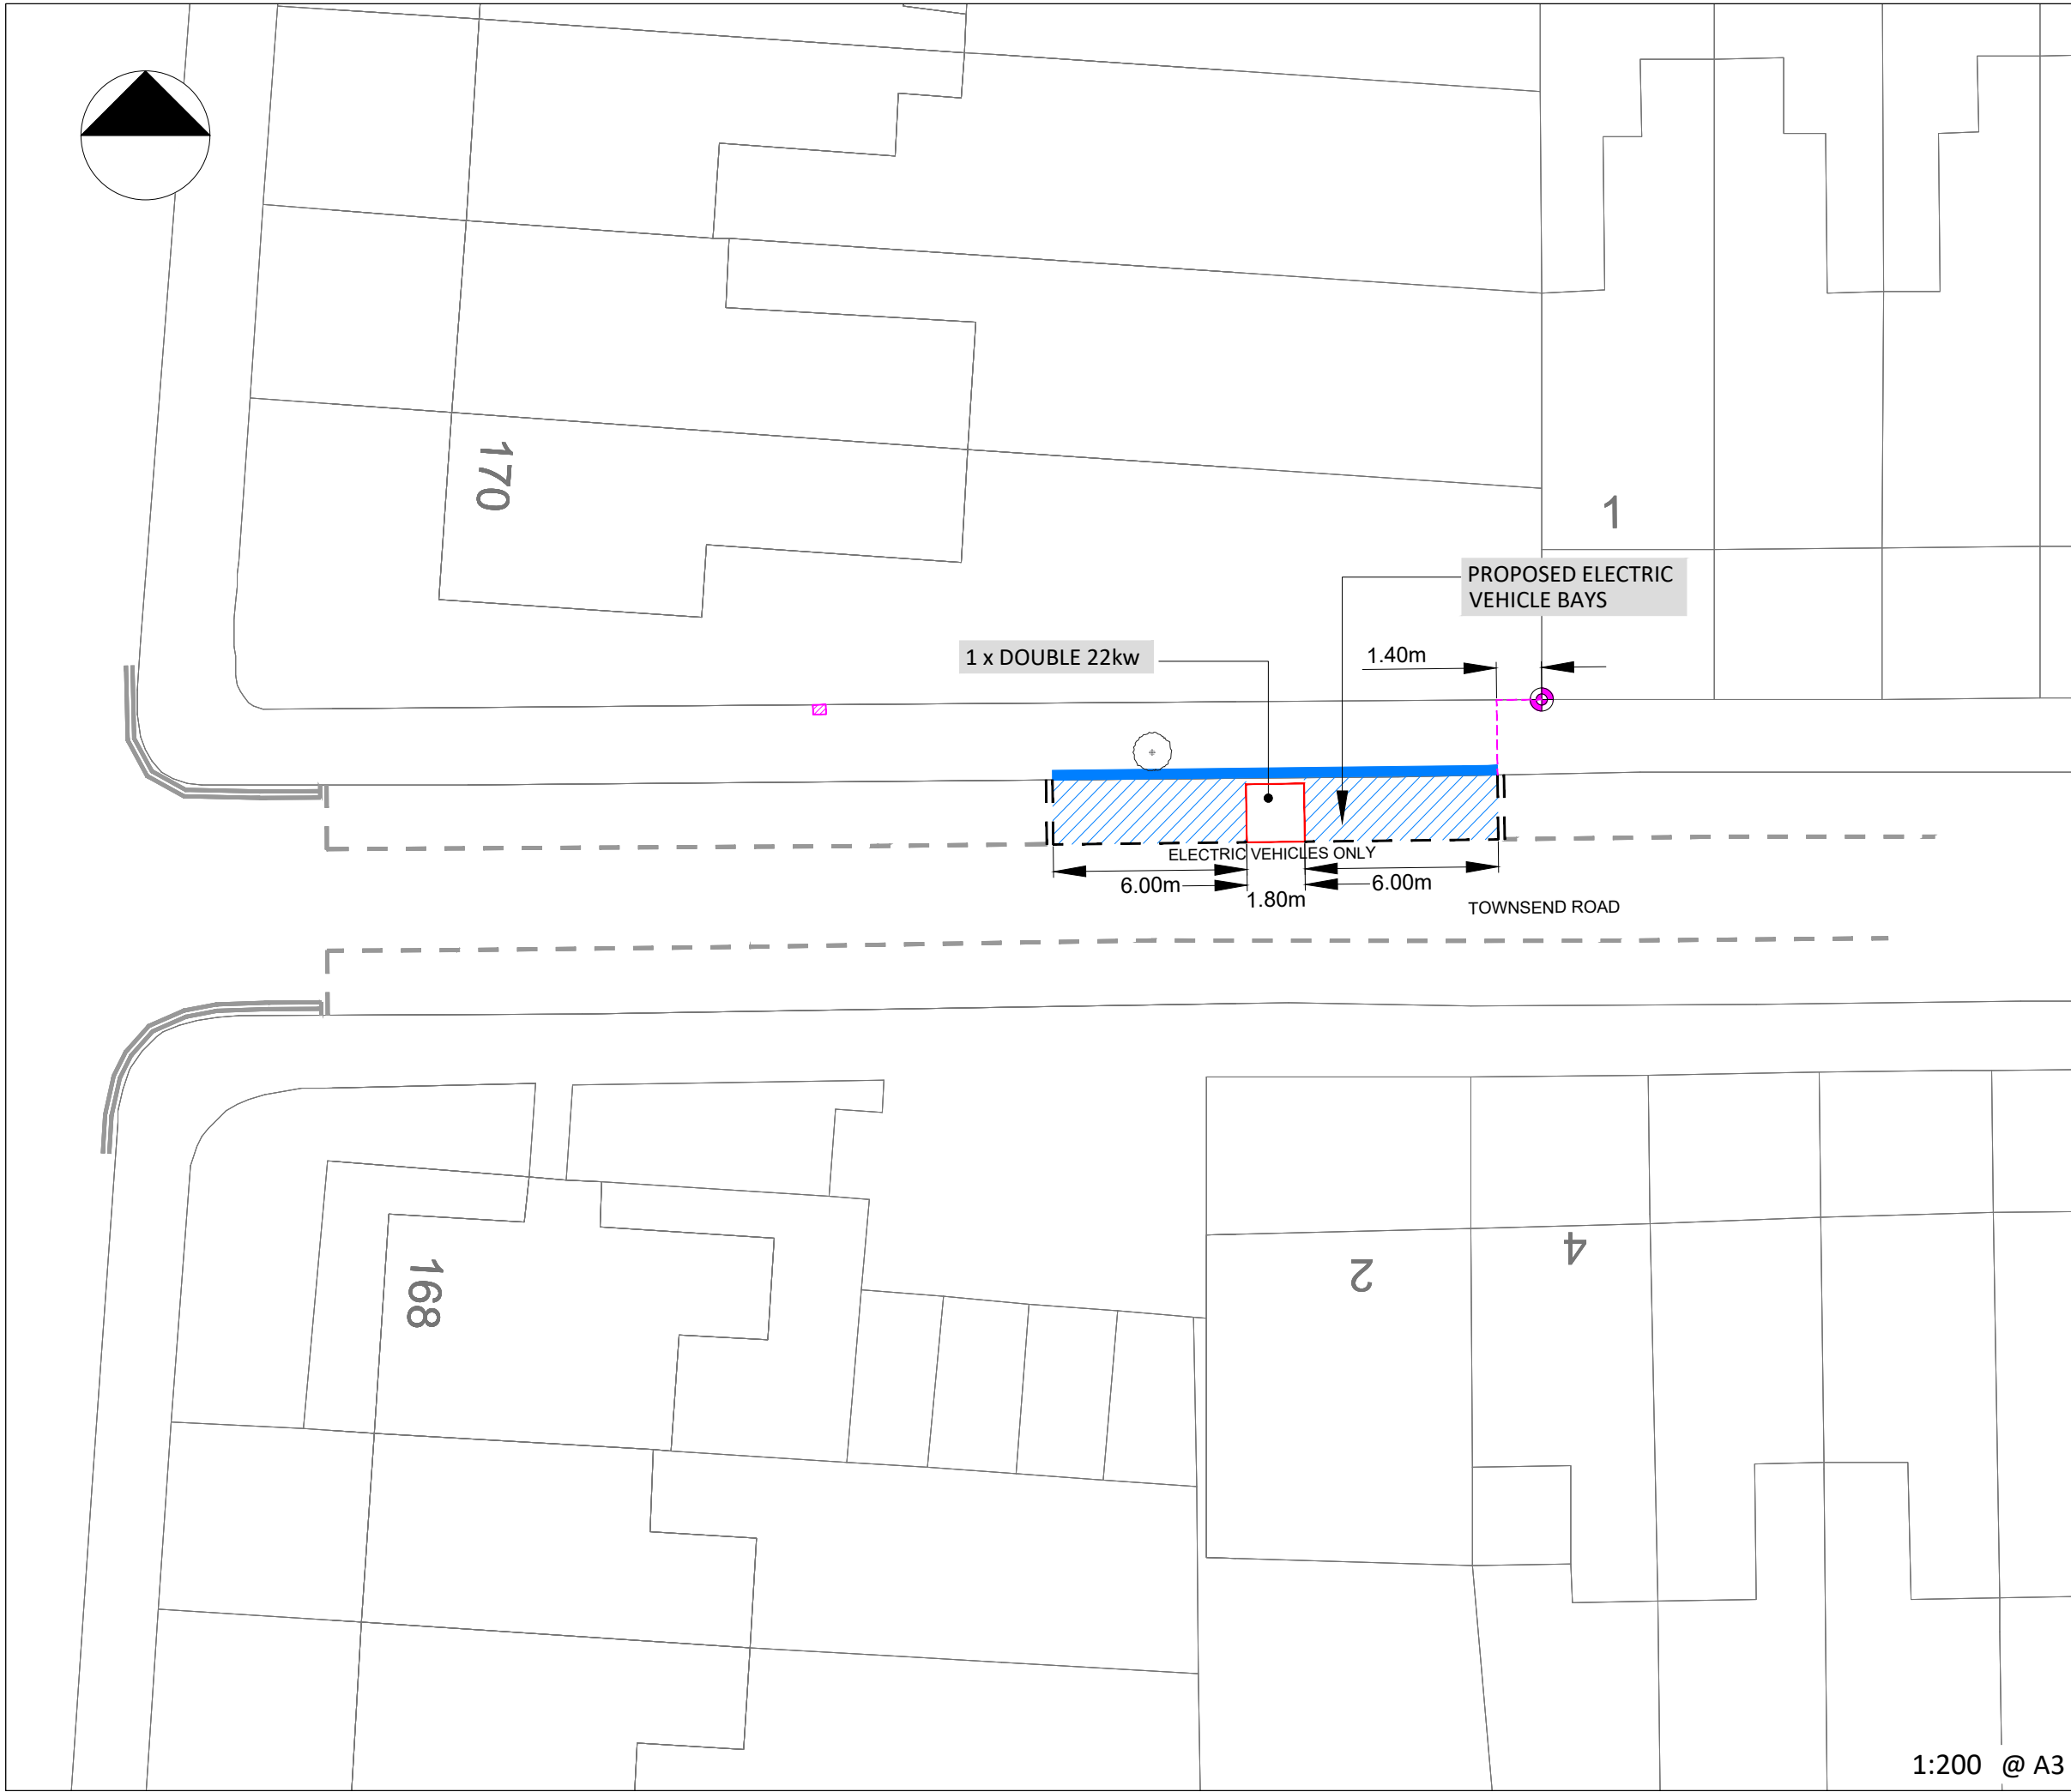 170
1
PROPOSED ELECTRIC
VEHICLE BAYS
1 x DOUBLE 22kw
1.40m
ELECTRIC VEHICLES ONLY
6.00m
1.80m
6.00m
TOWNSEND ROAD
168
2
4
1:200 @ A3